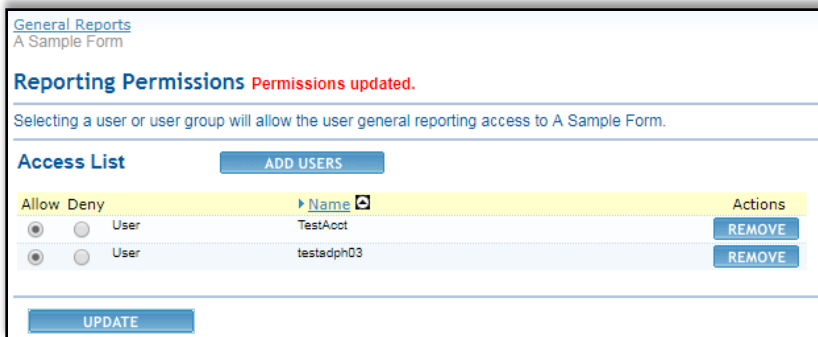 General Reports
A Sample Form
Reporting Permissions Permissions updated.
Selecting a user or user group will allow the user general reporting access to A Sample Form.
Access List ADD USERS
Allow Deny Name Actions
User TestAcct REMOVE
User testadph03 REMOVE
UPDATE